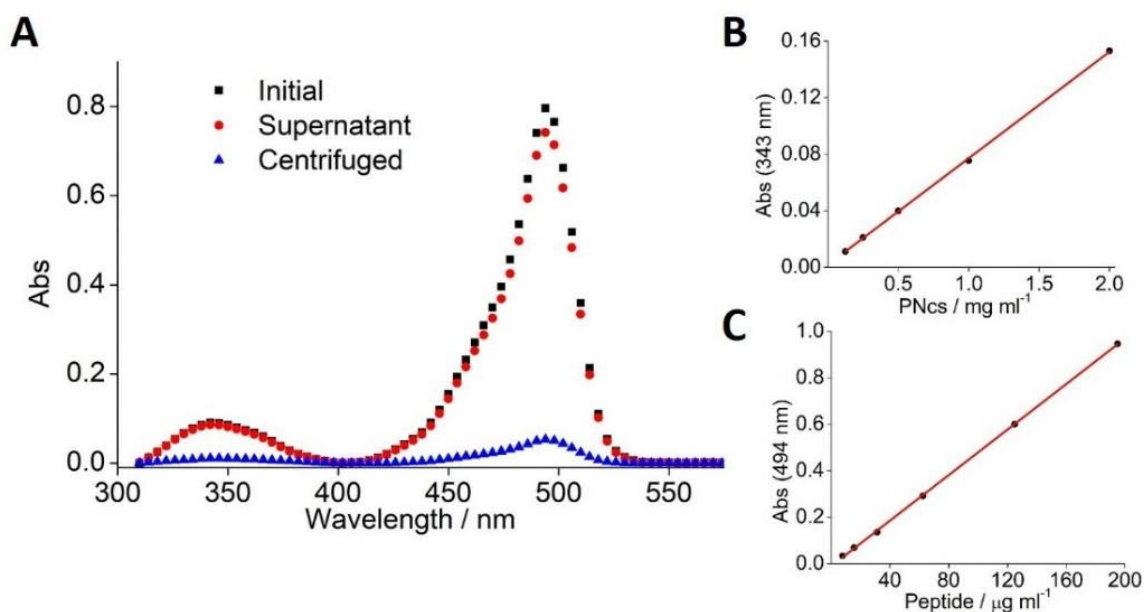 A
Abs
0.8
0.6
0.4
0.2
0.0
Initial
Supernatant
Centrifuged
300 350 400 450 500 550
Wavelength / nm
B
Abs (343 nm)
0.16
0.12
0.08
0.04
0.00
0.5 1.0 1.5 2.0
PNcs / mg ml⁻¹
C
Abs (494 nm)
1.0
0.8
0.6
0.4
0.2
0.0
40 80 120 160 200
Peptide / μg ml⁻¹